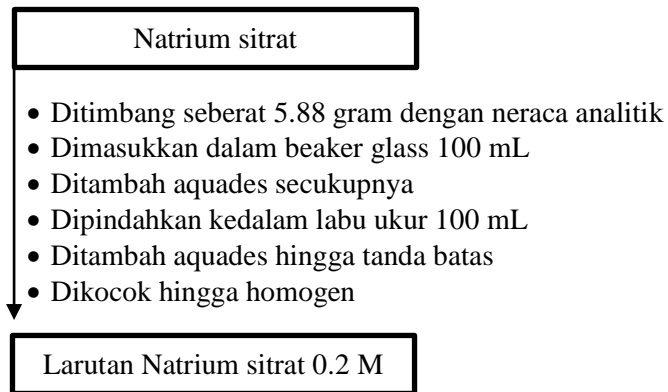 Natrium sitrat
• Ditimbang seberat 5.88 gram dengan neraca analitik
• Dimasukkan dalam beaker glass 100 mL
• Ditambah aquades secukupnya
• Dipindahkan kedalam labu ukur 100 mL
• Ditambah aquades hingga tanda batas
• Dikocok hingga homogen
Larutan Natrium sitrat 0.2 M